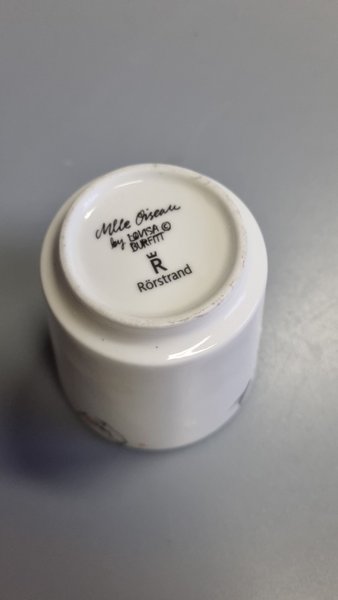 Mlle Oiseau
by LOVISA ©
BURFITT
R
Rörstrand